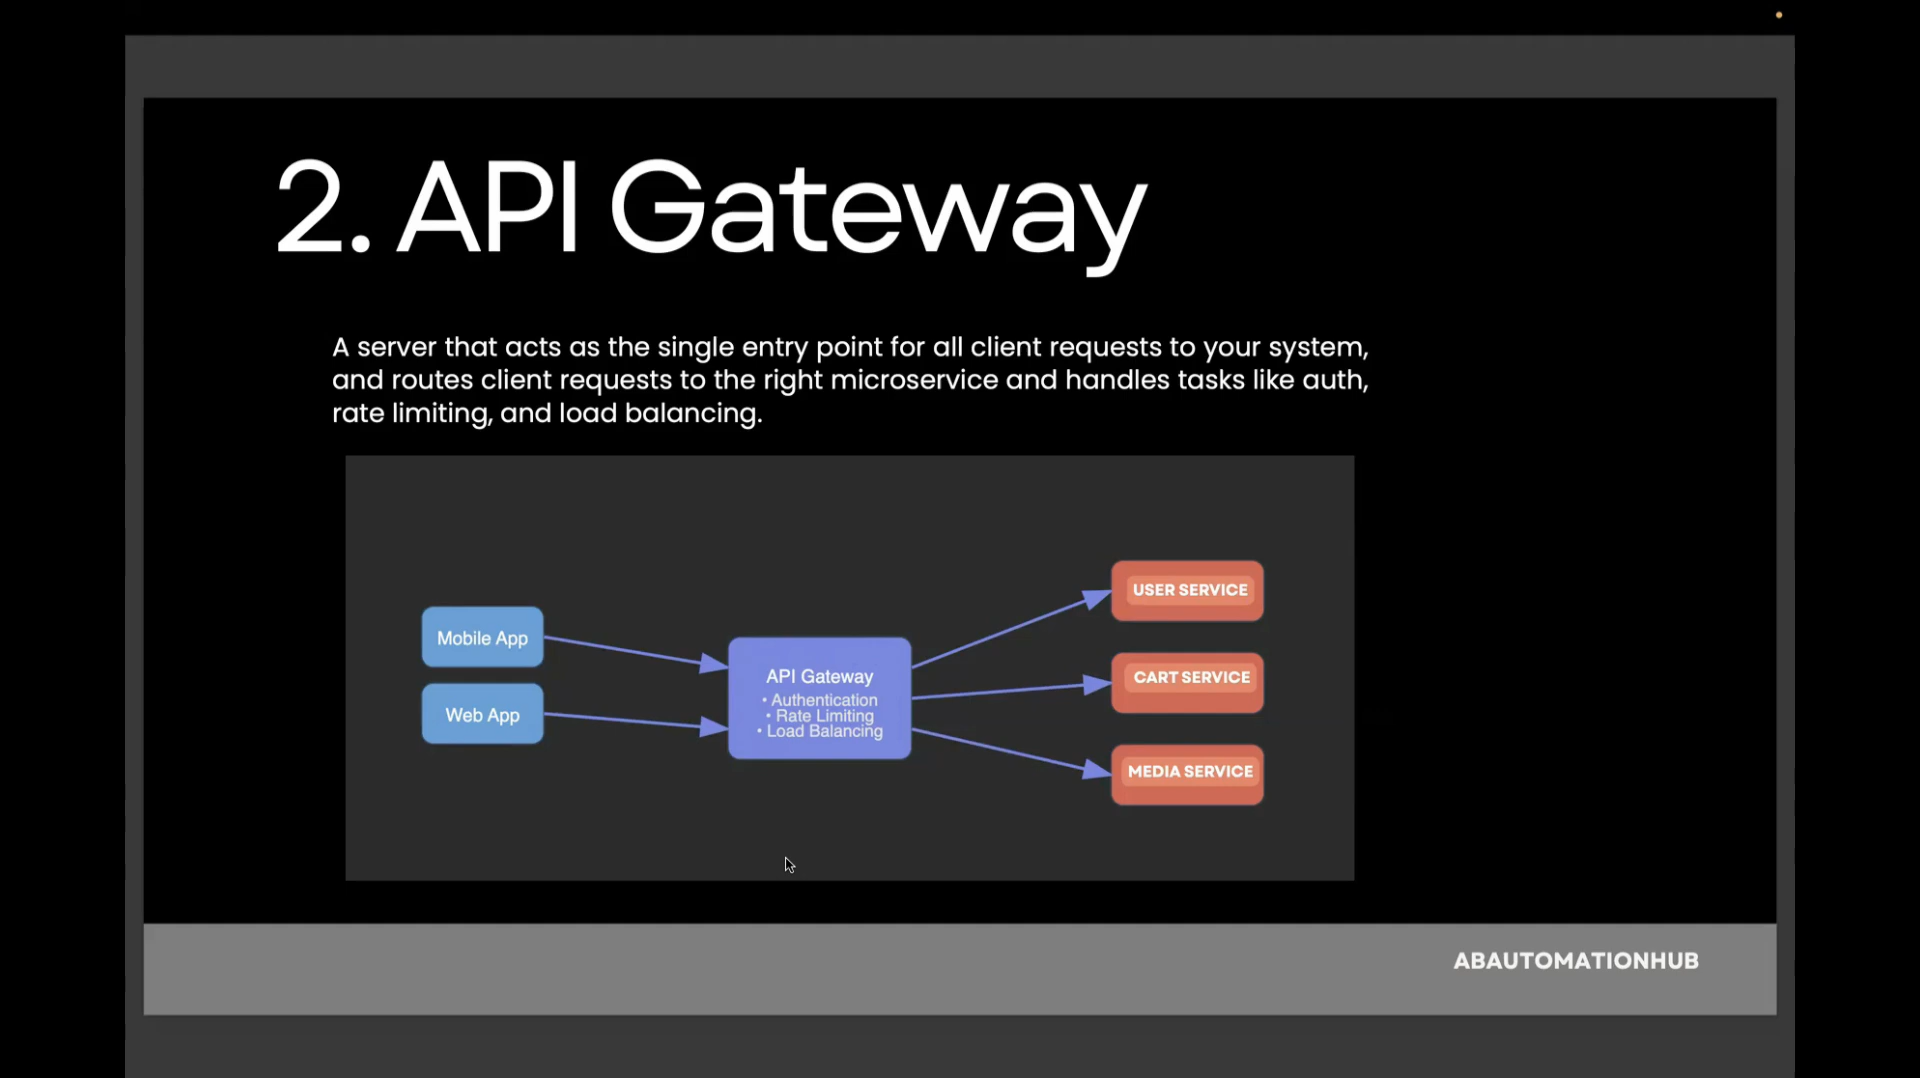 2. API Gateway
A server that acts as the single entry point for all client requests to your system,
and routes client requests to the right microservice and handles tasks like auth,
rate limiting, and load balancing.
Mobile App
Web App
API Gateway
• Authentication
• Rate Limiting
• Load Balancing
USER SERVICE
CART SERVICE
MEDIA SERVICE
ABAUTOMATIONHUB